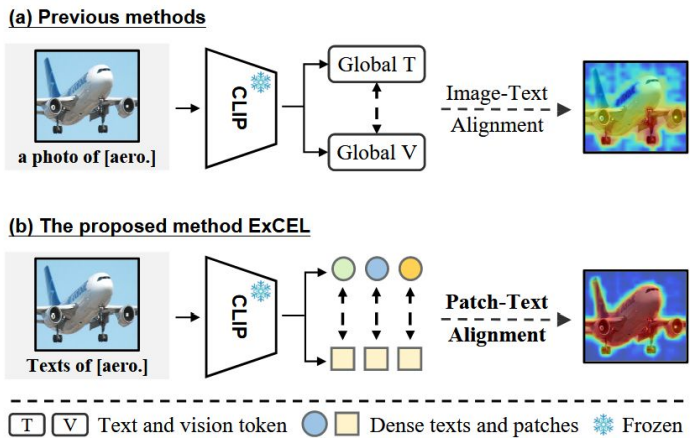 (a) Previous methods
a photo of [aero.]
CLIP
Global T
Global V
Image-Text
Alignment
(b) The proposed method ExCEL
Texts of [aero.]
CLIP
Patch-Text
Alignment
T V Text and vision token Dense texts and patches Frozen